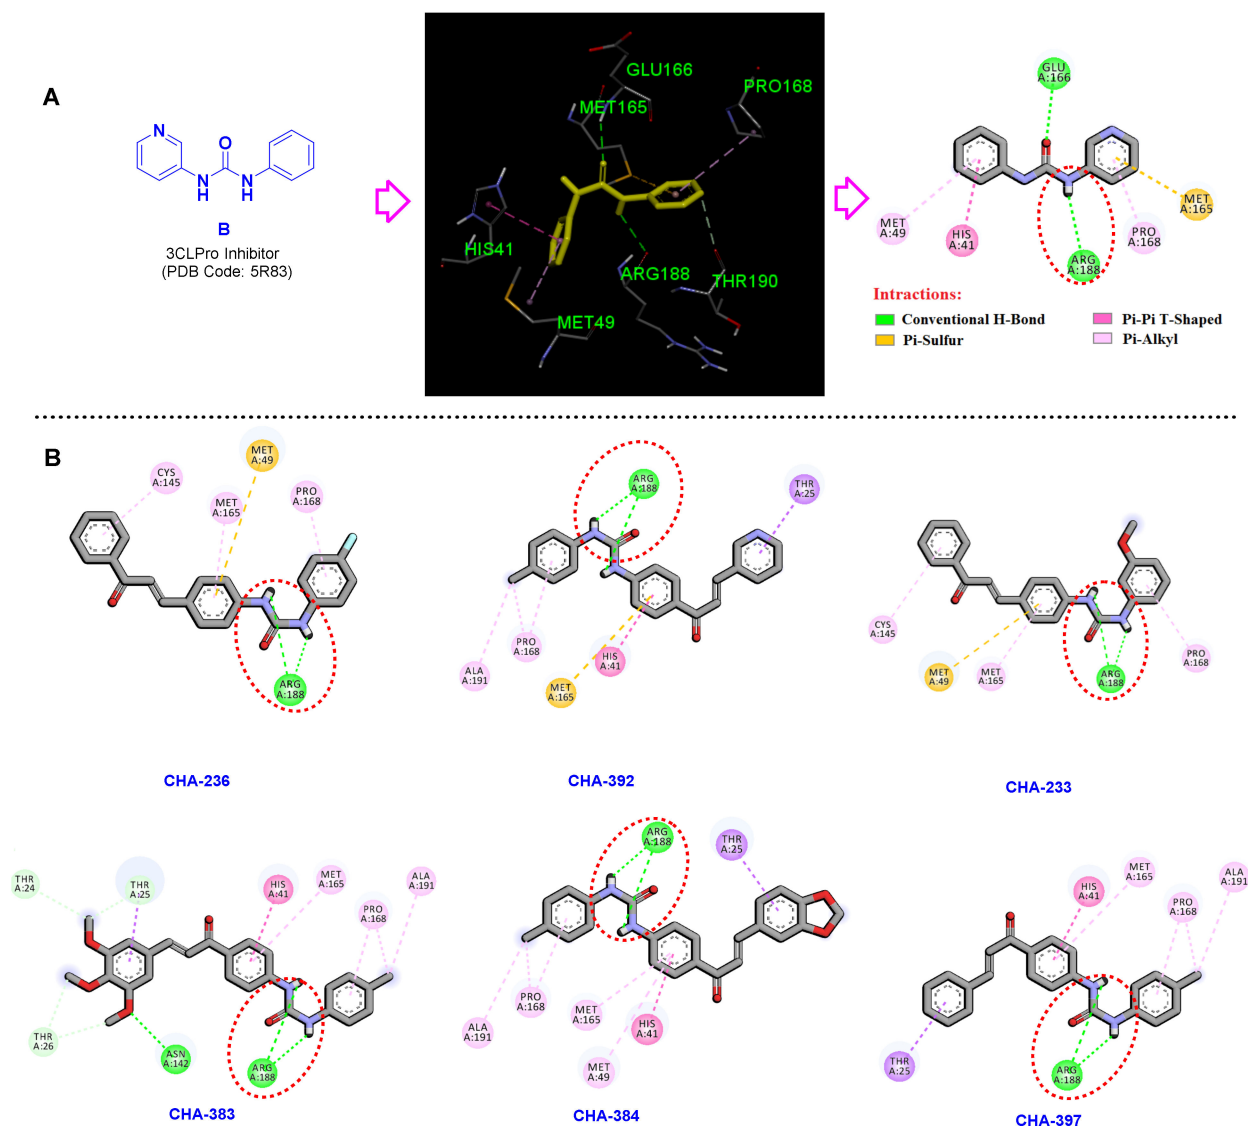 A
N
O
N
H
N
H
B
3CLPro Inhibitor
(PDB Code: 5R83)
GLU166
PRO168
MET165
HIS41
ARG188
THR190
MET49
GLU
A:166
MET
A:49
HIS
A:41
ARG
A:188
PRO
A:168
MET
A:165
Intractions:
Conventional H-Bond
Pi-Pi T-Shaped
Pi-Sulfur
Pi-Alkyl
B
CYS
A:145
MET
A:165
MET
A:49
PRO
A:168
ARG
A:188
CHA-236
ARG
A:188
THR
A:25
ALA
A:191
PRO
A:168
MET
A:165
HIS
A:41
CHA-392
CYS
A:145
MET
A:49
MET
A:165
ARG
A:188
PRO
A:168
CHA-233
THR
A:24
THR
A:25
HIS
A:41
MET
A:165
PRO
A:168
ALA
A:191
THR
A:26
ASN
A:142
ARG
A:188
CHA-383
ARG
A:188
THR
A:25
ALA
A:191
PRO
A:168
MET
A:165
HIS
A:41
MET
A:49
CHA-384
HIS
A:41
MET
A:165
PRO
A:168
ALA
A:191
THR
A:25
ARG
A:188
CHA-397